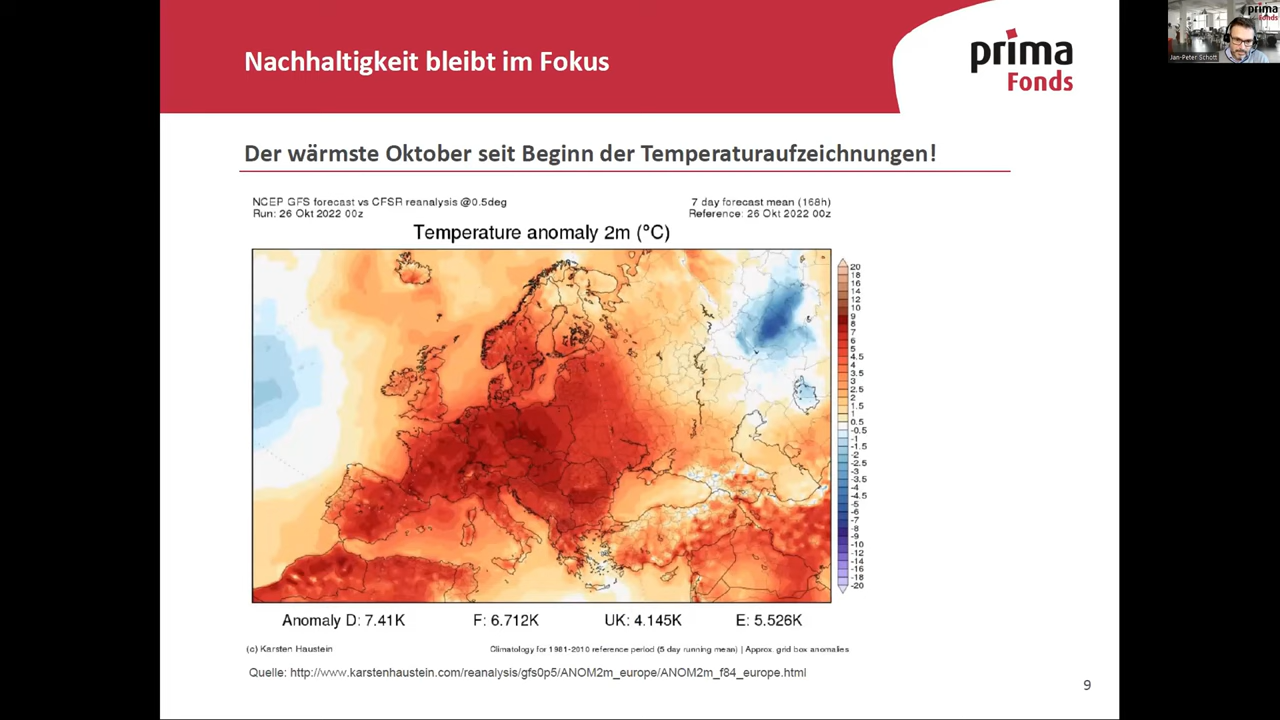 Nachhaltigkeit bleibt im Fokus
prima
Fonds
prima
Fonds
Jan-Peter Schott
Der wärmste Oktober seit Beginn der Temperaturaufzeichnungen!
NCEP GFS forecast vs CFSR reanalysis @0.5deg
Run: 26 Okt 2022 00z
7 day forecast mean (168h)
Reference: 26 Okt 2022 00z
Temperature anomaly 2m (°C)
20
18
16
14
12
10
9
8
7
6
5
4.5
4
3.5
3
2.5
2
1.5
1
0.5
-0.5
-1
-1.5
-2
-2.5
-3
-3.5
-4
-4.5
-5
-6
-7
-8
-9
-10
-12
-14
-16
-18
-20
Anomaly D: 7.41K F: 6.712K UK: 4.145K E: 5.526K
(c) Karsten Haustein
Climatology for 1981-2010 reference period (5 day running mean) | Approx. grid box anomalies
Quelle: http://www.karstenhaustein.com/reanalysis/gfs0p5/ANOM2m_europe/ANOM2m_f84_europe.html
9